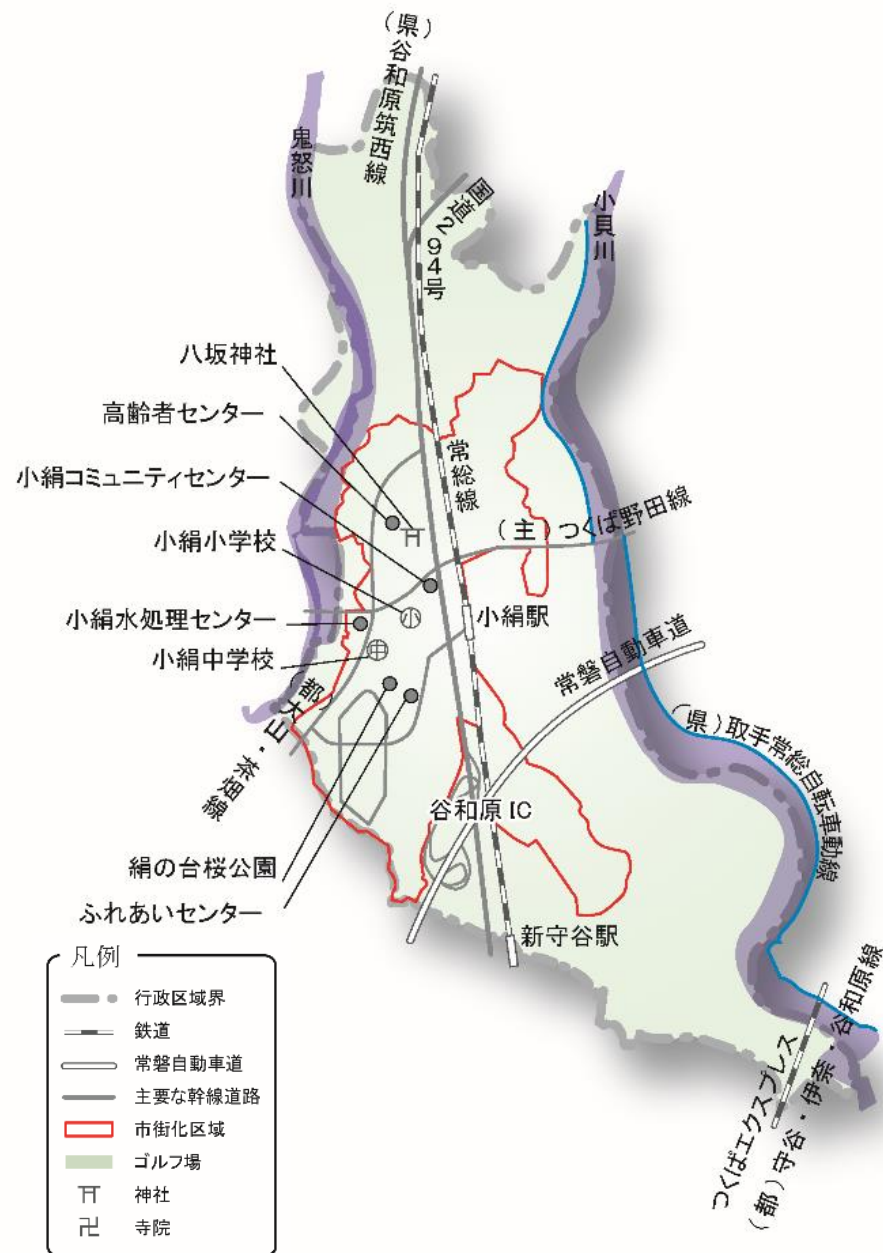 (県)谷和原筑西線
鬼怒川
国道294号
小貝川
八坂神社
高齢者センター
常総線
小絹コミュニティセンター
(主)つくば野田線
小絹小学校
小
小絹水処理センター
小絹駅
小絹中学校
中
常磐自動車道
(都)大山・茶畑線
(県)取手常総自転車動線
谷和原IC
絹の台桜公園
ふれあいセンター
新守谷駅
つくばエクスプレス
(都)守谷・伊奈・谷和原線
凡例
行政区域界
鉄道
常磐自動車道
主要な幹線道路
市街化区域
ゴルフ場
神社
寺院